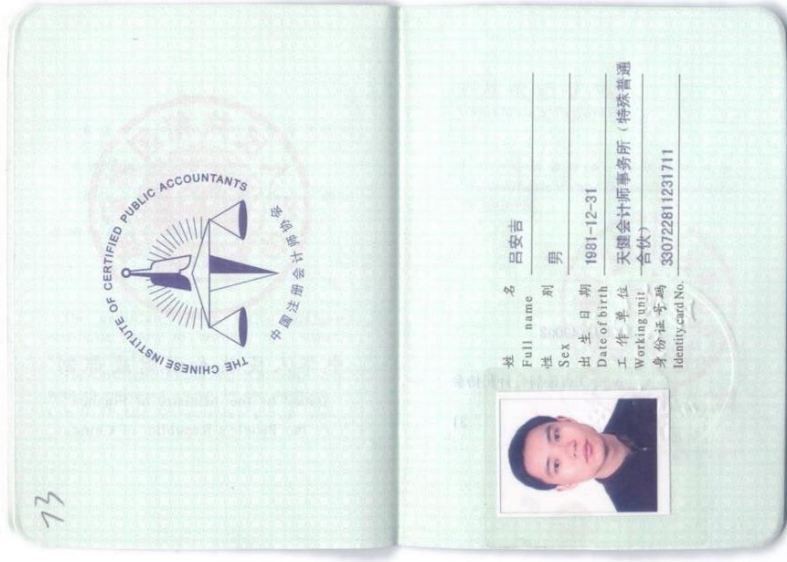 THE CHINESE INSTITUTE OF CERTIFIED PUBLIC ACCOUNTANTS
中国注册会计师协会
73
姓 名 吕安吉
Full name
性 别 男
Sex
出 生 日 期 1981-12-31
Date of birth
工 作 单 位 天健会计师事务所（特殊普通
Working unit 合伙）
身 份 证 号 码 330722811231711
Identity card No.